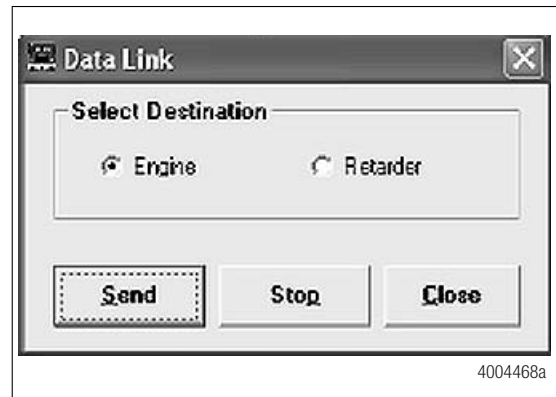 Data Link
Select Destination
Engine Retarder
Send Stop Close
4004468a